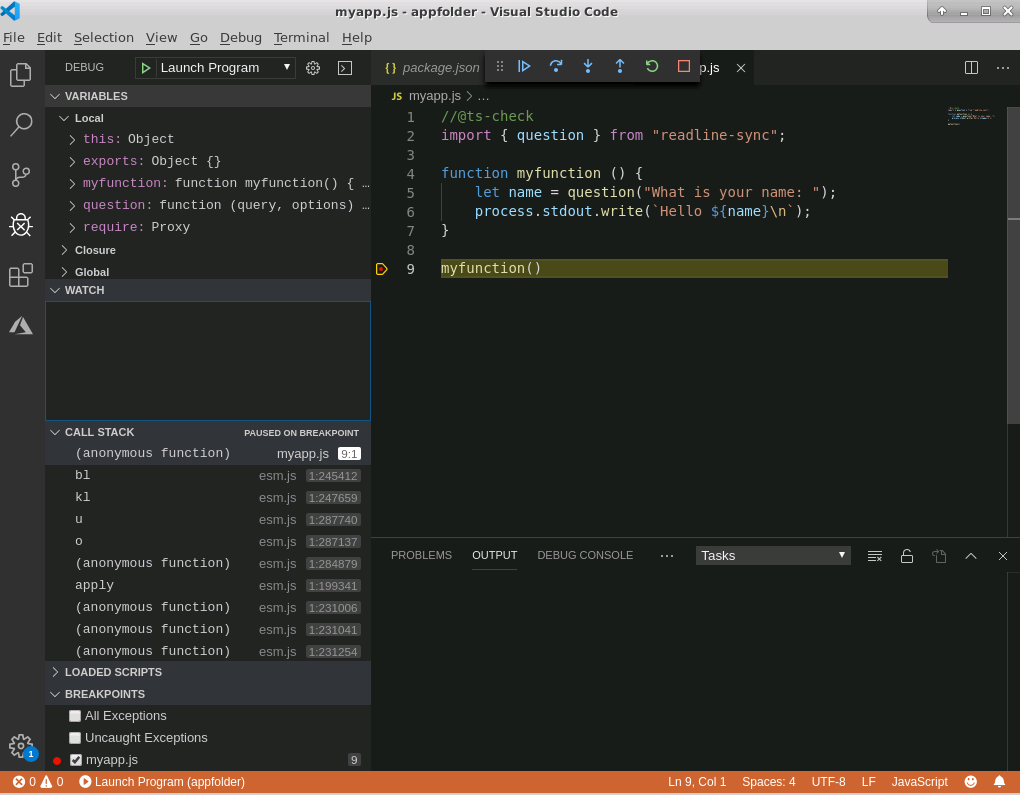 myapp.js - appfolder - Visual Studio Code
File Edit Selection View Go Debug Terminal Help
DEBUG Launch Program
VARIABLES
Local
this: Object
exports: Object {}
myfunction: function myfunction() { …
question: function (query, options) …
require: Proxy
Closure
Global
WATCH
CALL STACK PAUSED ON BREAKPOINT
(anonymous function) myapp.js 9:1
bl esm.js 1:245412
kl esm.js 1:247659
u esm.js 1:287740
o esm.js 1:287137
(anonymous function) esm.js 1:284879
apply esm.js 1:199341
(anonymous function) esm.js 1:231006
(anonymous function) esm.js 1:231041
(anonymous function) esm.js 1:231254
LOADED SCRIPTS
BREAKPOINTS
All Exceptions
Uncaught Exceptions
myapp.js 9
1
{ } package.json p.js
JS myapp.js > …
1 //@ts-check
2 import { question } from "readline-sync";
3
4 function myfunction () {
5 let name = question("What is your name: ");
6 process.stdout.write(`Hello ${name}\n`);
7 }
8
9 myfunction()
PROBLEMS OUTPUT DEBUG CONSOLE ··· Tasks
0 0 Launch Program (appfolder) Ln 9, Col 1 Spaces: 4 UTF-8 LF JavaScript